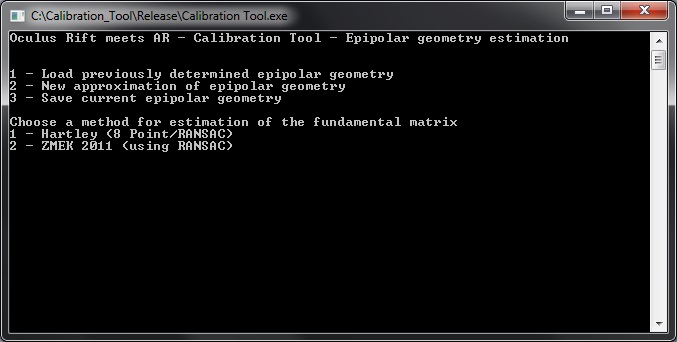 C:\Calibration_Tool\Release\Calibration Tool.exe
Oculus Rift meets AR - Calibration Tool - Epipolar geometry estimation
1 - Load previously determined epipolar geometry
2 - New approximation of epipolar geometry
3 - Save current epipolar geometry
Choose a method for estimation of the fundamental matrix
1 - Hartley (8 Point/RANSAC)
2 - ZMEK 2011 (using RANSAC)